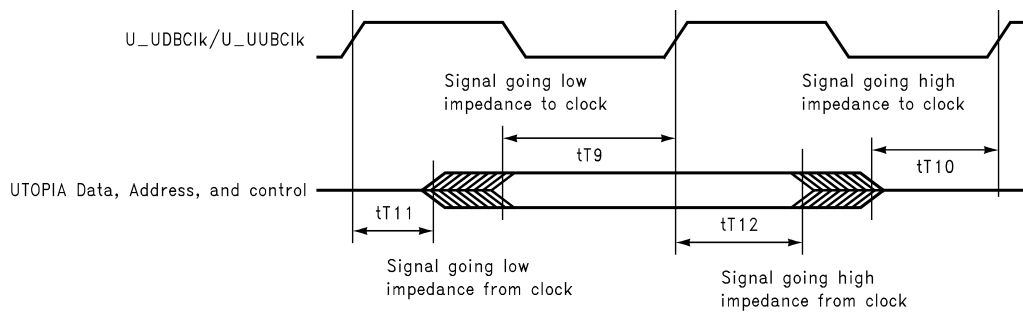 U_UDBClk/U_UUBClk
Signal going low
impedance to clock
Signal going high
impedance to clock
tT9
tT10
UTOPIA Data, Address, and control
tT11
tT12
Signal going low
impedance from clock
Signal going high
impedance from clock